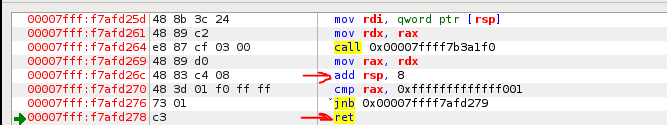 00007fff:f7afd25d 48 8b 3c 24 mov rdi, qword ptr [rsp]
00007fff:f7afd261 48 89 c2 mov rdx, rax
00007fff:f7afd264 e8 87 cf 03 00 call 0x00007ffff7b3a1f0
00007fff:f7afd269 48 89 d0 mov rax, rdx
00007fff:f7afd26c 48 83 c4 08 add rsp, 8
00007fff:f7afd270 48 3d 01 f0 ff ff cmp rax, 0xfffffffffffff001
00007fff:f7afd276 73 01 jnb 0x00007ffff7afd279
00007fff:f7afd278 c3 ret